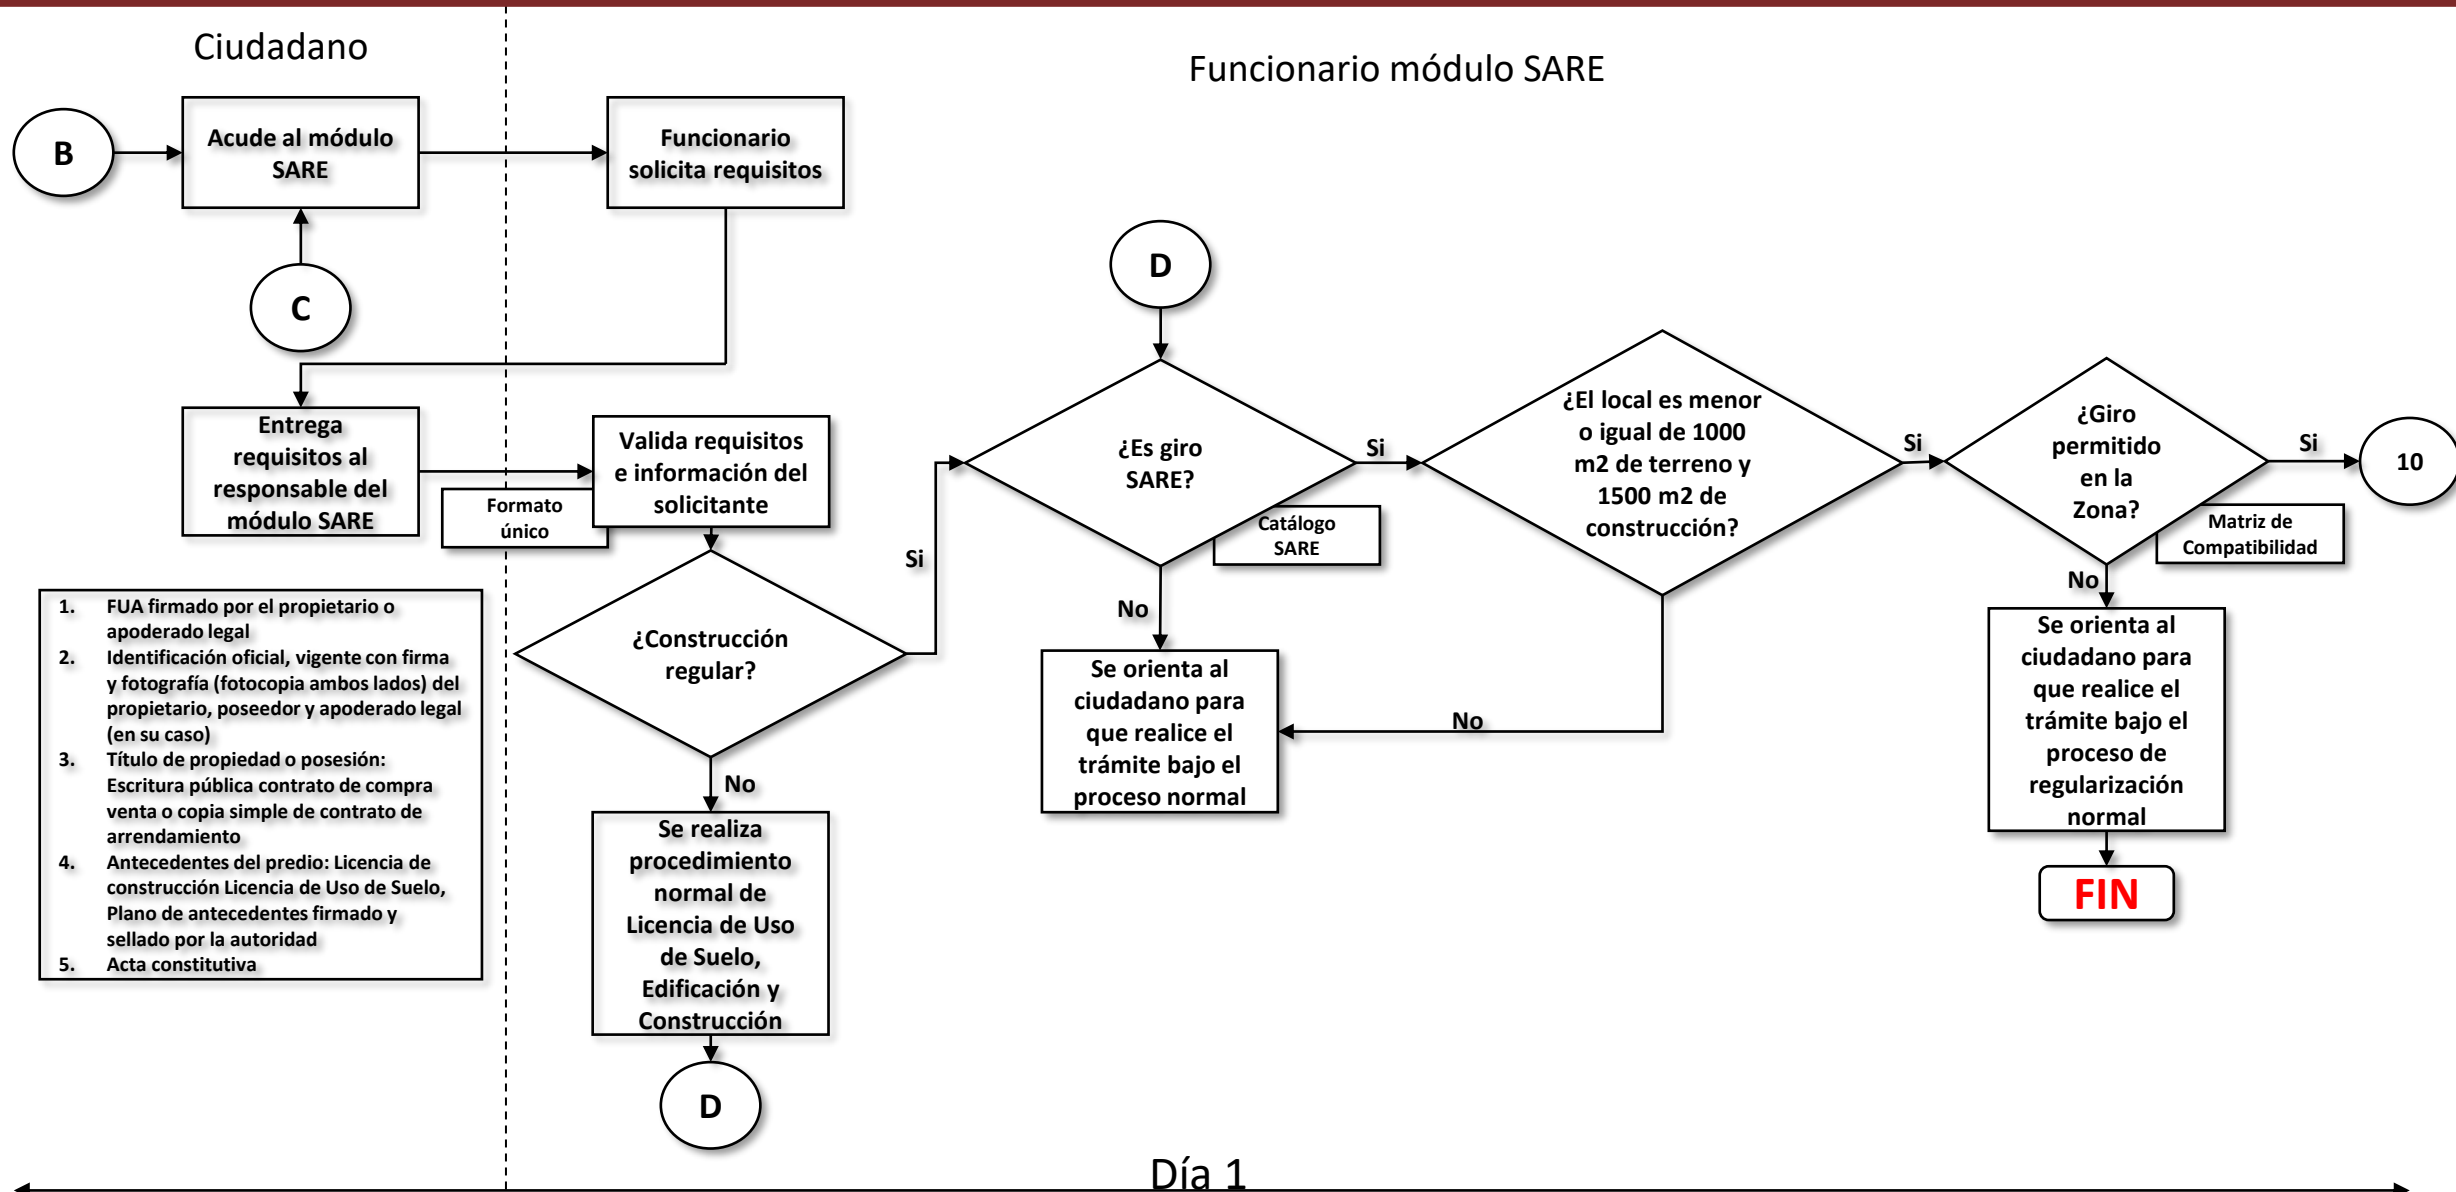 Ciudadano
Funcionario módulo SARE
B
Acude al módulo
SARE
Funcionario
solicita requisitos
C
D
Entrega
requisitos al
responsable del
módulo SARE
Formato
único
Valida requisitos
e información del
solicitante
¿Construcción
regular?
Si
No
Se realiza
procedimiento
normal de
Licencia de Uso
de Suelo,
Edificación y
Construcción
D
¿Es giro
SARE?
Catálogo
SARE
Si
No
Se orienta al
ciudadano para
que realice el
trámite bajo el
proceso normal
¿El local es menor
o igual de 1000
m2 de terreno y
1500 m2 de
construcción?
Si
No
¿Giro
permitido
en la
Zona?
Matriz de
Compatibilidad
Si
10
No
Se orienta al
ciudadano para
que realice el
trámite bajo el
proceso de
regularización
normal
FIN
1. FUA firmado por el propietario o
apoderado legal
2. Identificación oficial, vigente con firma
y fotografía (fotocopia ambos lados) del
propietario, poseedor y apoderado legal
(en su caso)
3. Título de propiedad o posesión:
Escritura pública contrato de compra
venta o copia simple de contrato de
arrendamiento
4. Antecedentes del predio: Licencia de
construcción Licencia de Uso de Suelo,
Plano de antecedentes firmado y
sellado por la autoridad
5. Acta constitutiva
Día 1